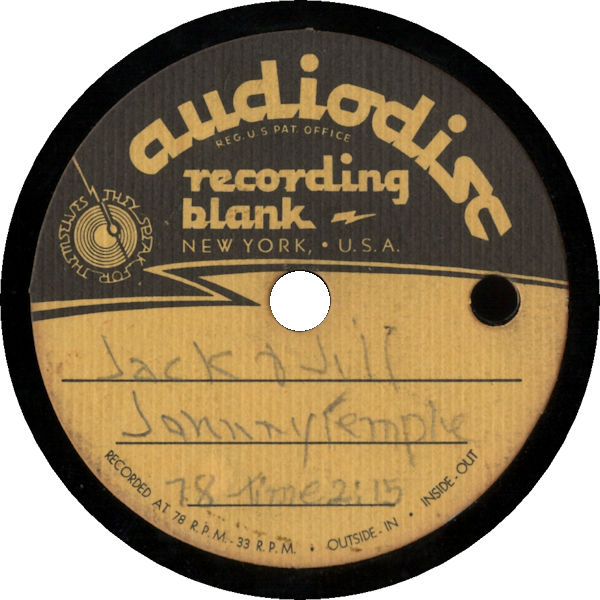 audiodisc
REG. U.S PAT. OFFICE
recording
blank
NEW YORK, • U.S.A.
THEY SPEAK FOR THEMSELVES
Jack & Jill
Johnny Temple
78 time 2:15
RECORDED AT 78 R.P.M. - 33 R.P.M. • OUTSIDE - IN • INSIDE - OUT